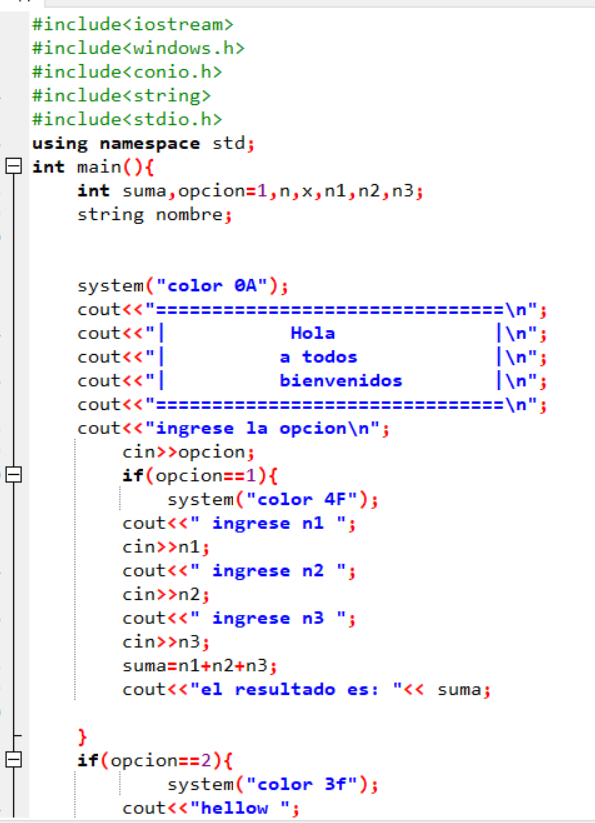 #include<iostream>
#include<windows.h>
#include<conio.h>
#include<string>
#include<stdio.h>
using namespace std;
int main(){
    int suma,opcion=1,n,x,n1,n2,n3;
    string nombre;
    system("color 0A");
    cout<<"===============================\n";
    cout<<"|           Hola              |\n";
    cout<<"|          a todos            |\n";
    cout<<"|          bienvenidos        |\n";
    cout<<"===============================\n";
    cout<<"ingrese la opcion\n";
        cin>>opcion;
        if(opcion==1){
            system("color 4F");
        cout<<" ingrese n1 ";
        cin>>n1;
        cout<<" ingrese n2 ";
        cin>>n2;
        cout<<" ingrese n3 ";
        cin>>n3;
        suma=n1+n2+n3;
        cout<<"el resultado es: "<< suma;
    }
    if(opcion==2){
            system("color 3f");
        cout<<"hellow ";